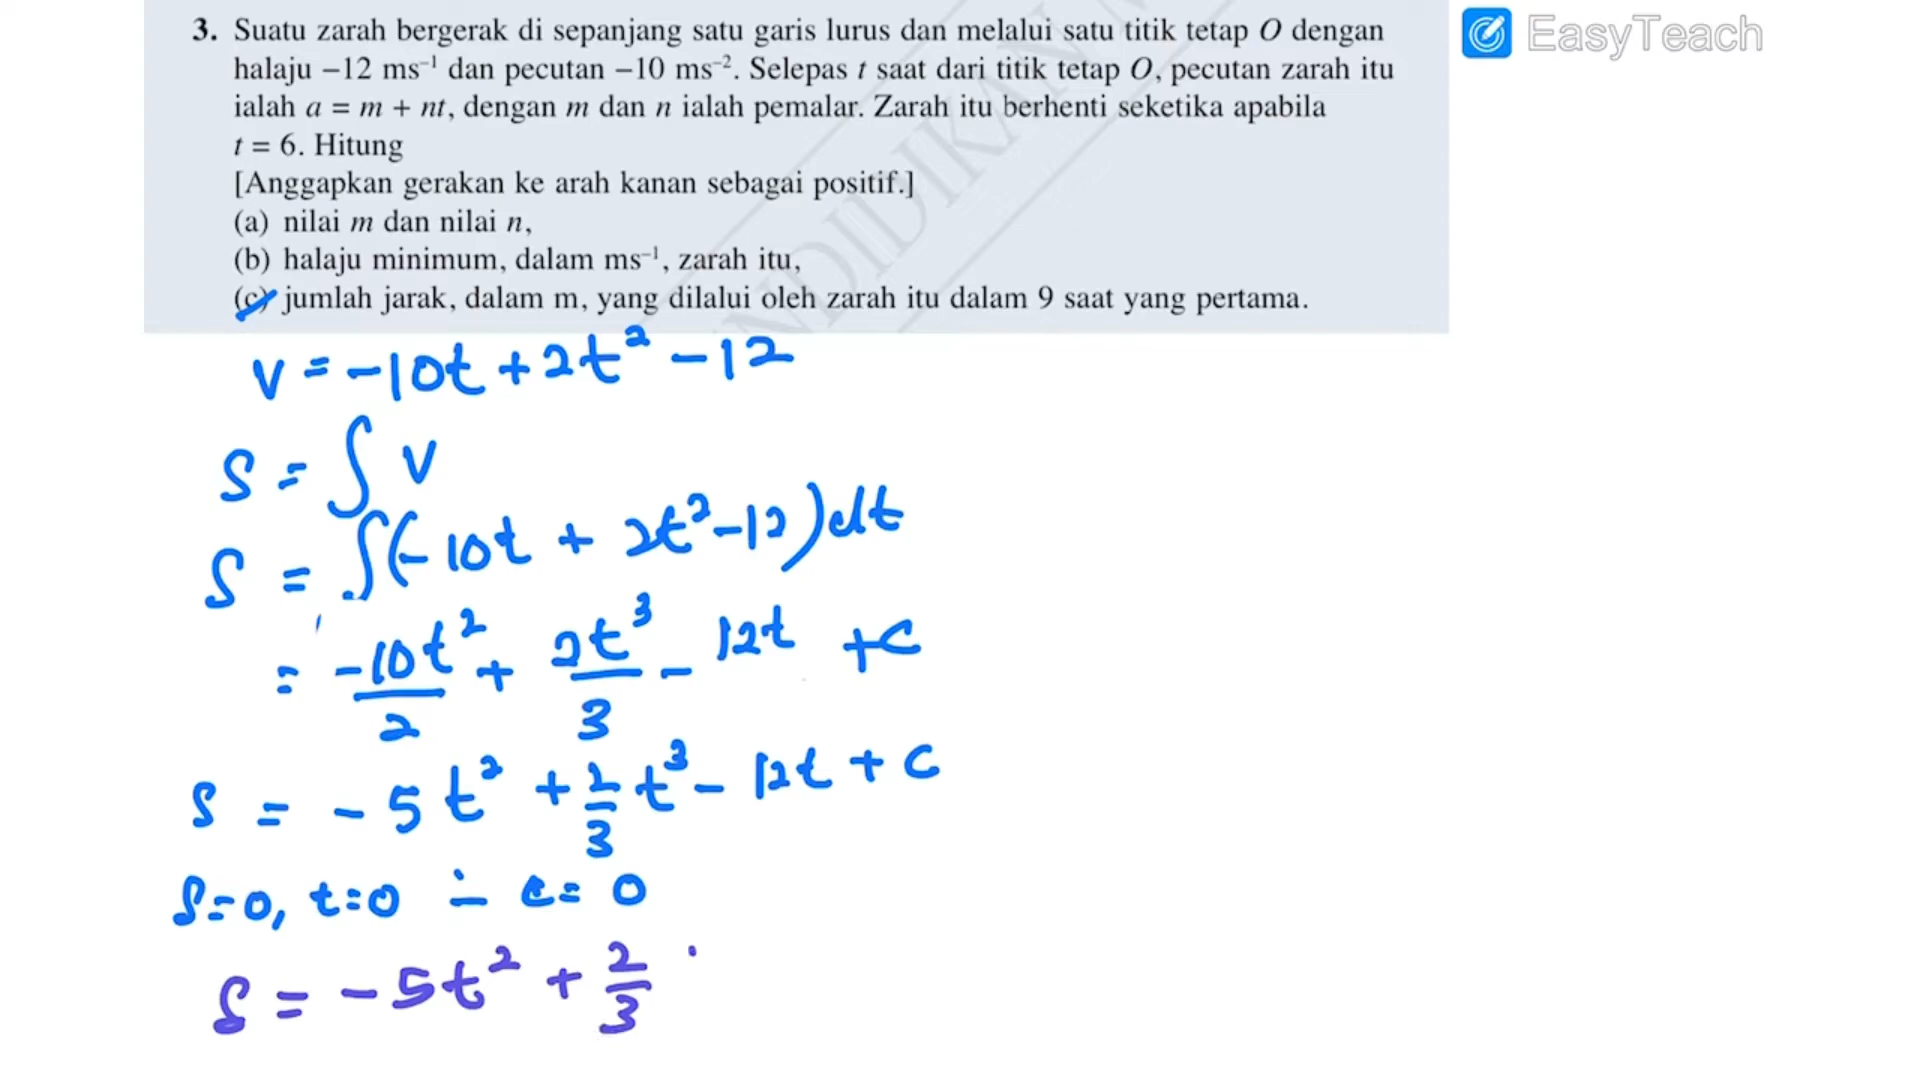 3. Suatu zarah bergerak di sepanjang satu garis lurus dan melalui satu titik tetap O dengan
halaju −12 ms⁻¹ dan pecutan −10 ms⁻². Selepas t saat dari titik tetap O, pecutan zarah itu
ialah a = m + nt, dengan m dan n ialah pemalar. Zarah itu berhenti seketika apabila
t = 6. Hitung
[Anggapkan gerakan ke arah kanan sebagai positif.]
(a) nilai m dan nilai n,
(b) halaju minimum, dalam ms⁻¹, zarah itu,
(c) jumlah jarak, dalam m, yang dilalui oleh zarah itu dalam 9 saat yang pertama.
EasyTeach
NDIDIKAN
v = -10t + 2t² - 12
s = ∫ v
s = ∫(-10t + 2t² - 12)dt
= -10t²/2 + 2t³/3 - 12t + c
s = -5t² + 2/3 t³ - 12t + c
s=0, t=0 ∴ c = 0
s = -5t² + 2/3